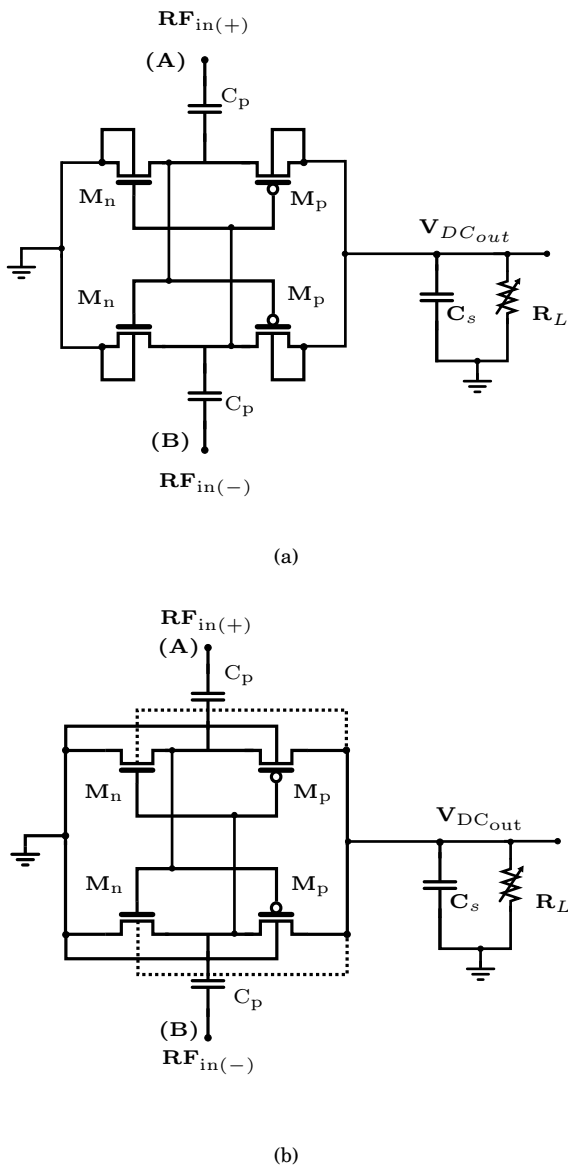 RF_in(+)
(A)
C_p
M_n M_p
V_DC_out
M_n M_p
C_s R_L
C_p
(B)
RF_in(−)
(a)
RF_in(+)
(A)
C_p
M_n M_p
V_DC_out
M_n M_p
C_s R_L
C_p
(B)
RF_in(−)
(b)